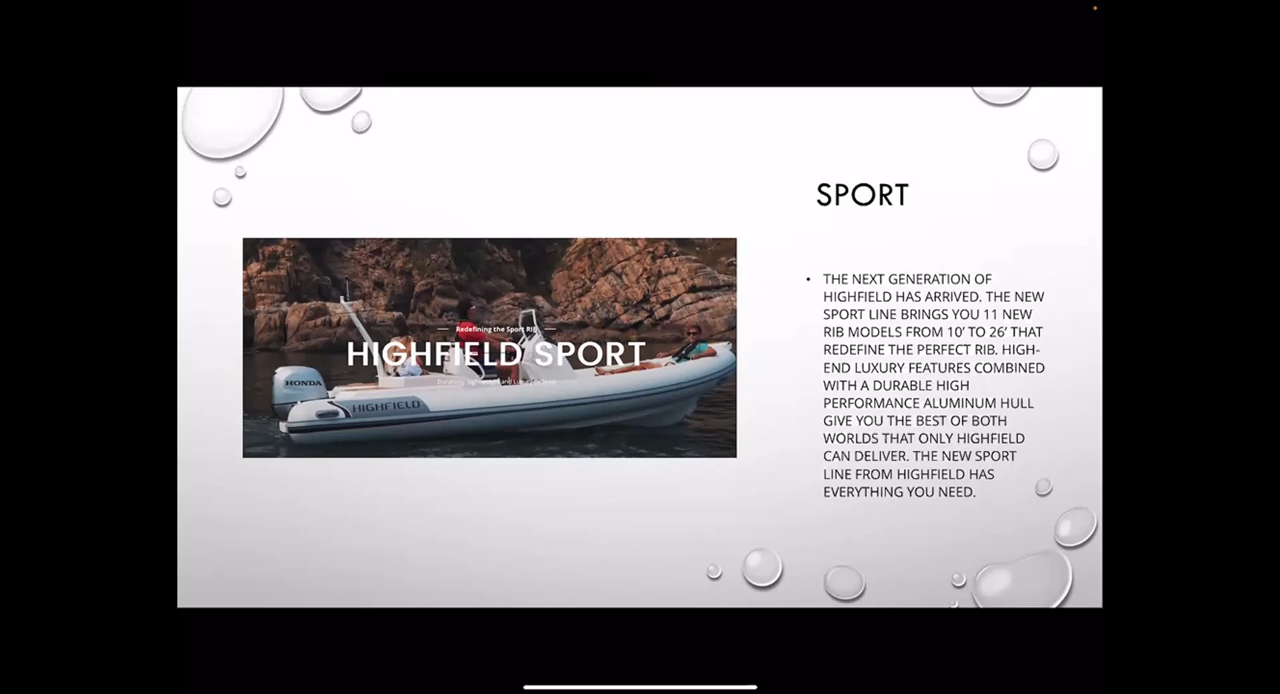 SPORT
Redefining the Sport RIB
HIGHFIELD SPORT
HONDA
HIGHFIELD
• THE NEXT GENERATION OF
HIGHFIELD HAS ARRIVED. THE NEW
SPORT LINE BRINGS YOU 11 NEW
RIB MODELS FROM 10’ TO 26’ THAT
REDEFINE THE PERFECT RIB. HIGH-
END LUXURY FEATURES COMBINED
WITH A DURABLE HIGH
PERFORMANCE ALUMINUM HULL
GIVE YOU THE BEST OF BOTH
WORLDS THAT ONLY HIGHFIELD
CAN DELIVER. THE NEW SPORT
LINE FROM HIGHFIELD HAS
EVERYTHING YOU NEED.